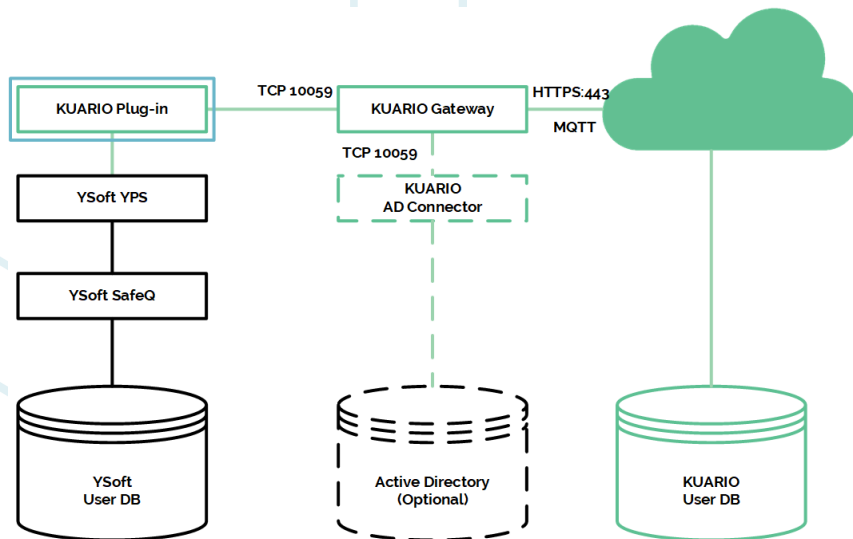 TCP 10059
HTTPS:443
KUARIO Plug-in
KUARIO Gateway
MQTT
TCP 10059
YSoft YPS
KUARIO
AD Connector
YSoft SafeQ
YSoft
User DB
Active Directory
(Optional)
KUARIO
User DB